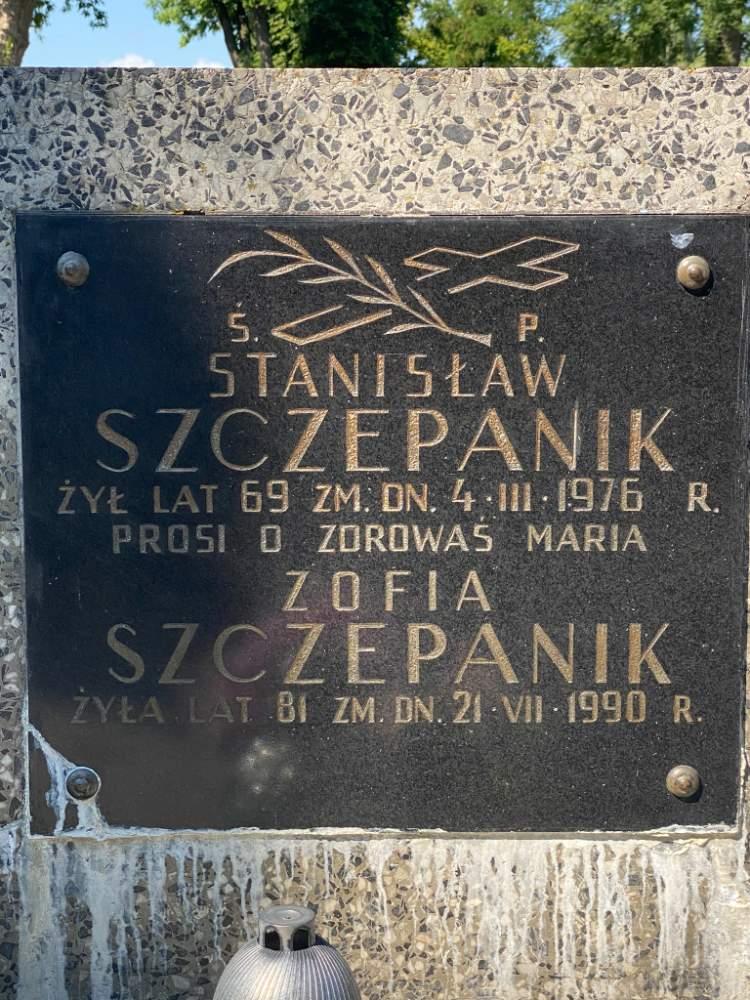 Ś. P.
STANISŁAW
SZCZEPANIK
ŻYŁ LAT 69 ZM. DN. 4·III·1976 R.
PROSI O ZDROWAŚ MARIA
ZOFIA
SZCZEPANIK
ŻYŁA LAT 81 ZM. DN. 21·VII·1990 R.